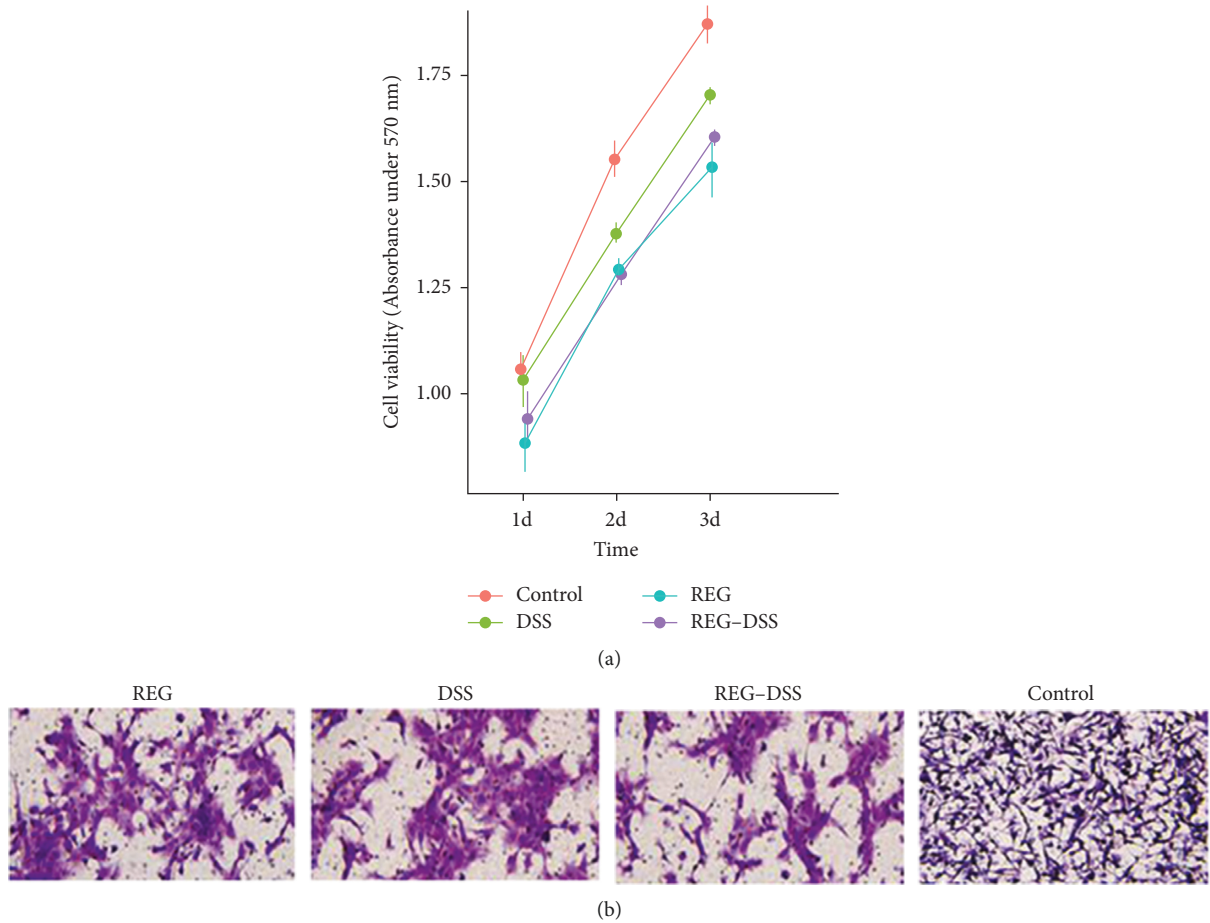 Cell viability (Absorbance under 570 nm)
1.75
1.50
1.25
1.00
1d 2d 3d
Time
Control REG
DSS REG–DSS
(a)
REG DSS REG–DSS Control
(b)